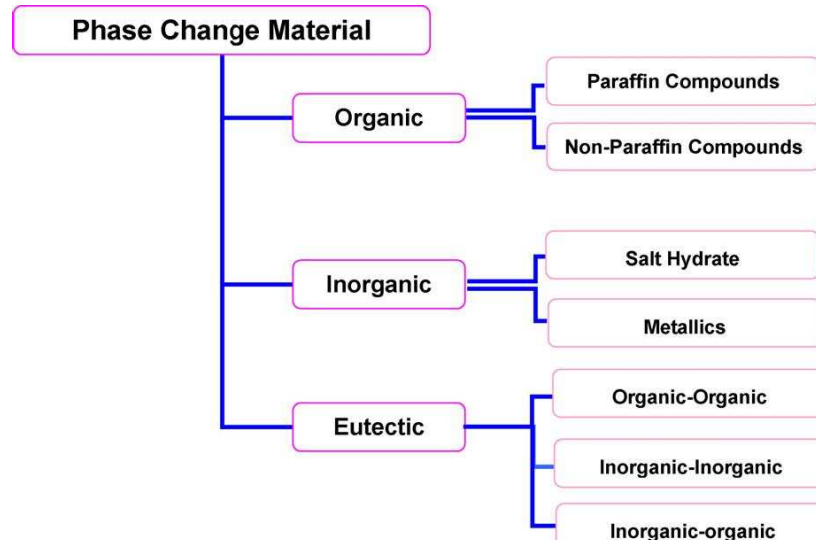 Phase Change Material
Organic
Paraffin Compounds
Non-Paraffin Compounds
Inorganic
Salt Hydrate
Metallics
Eutectic
Organic-Organic
Inorganic-Inorganic
Inorganic-organic